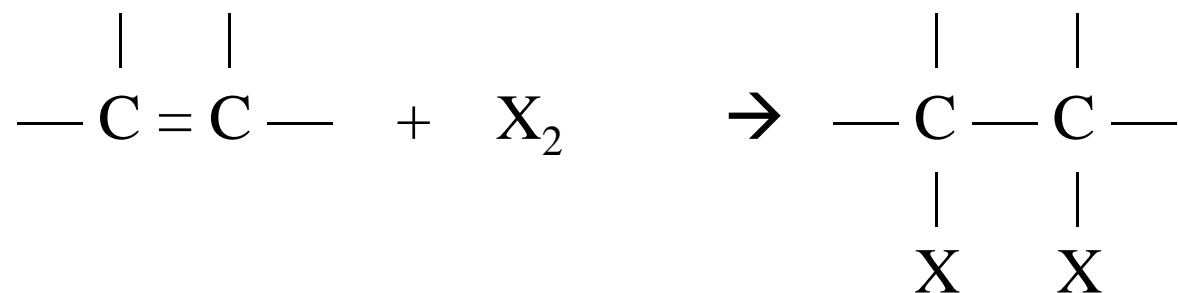 — C = C — + X₂ → — C — C —
X X